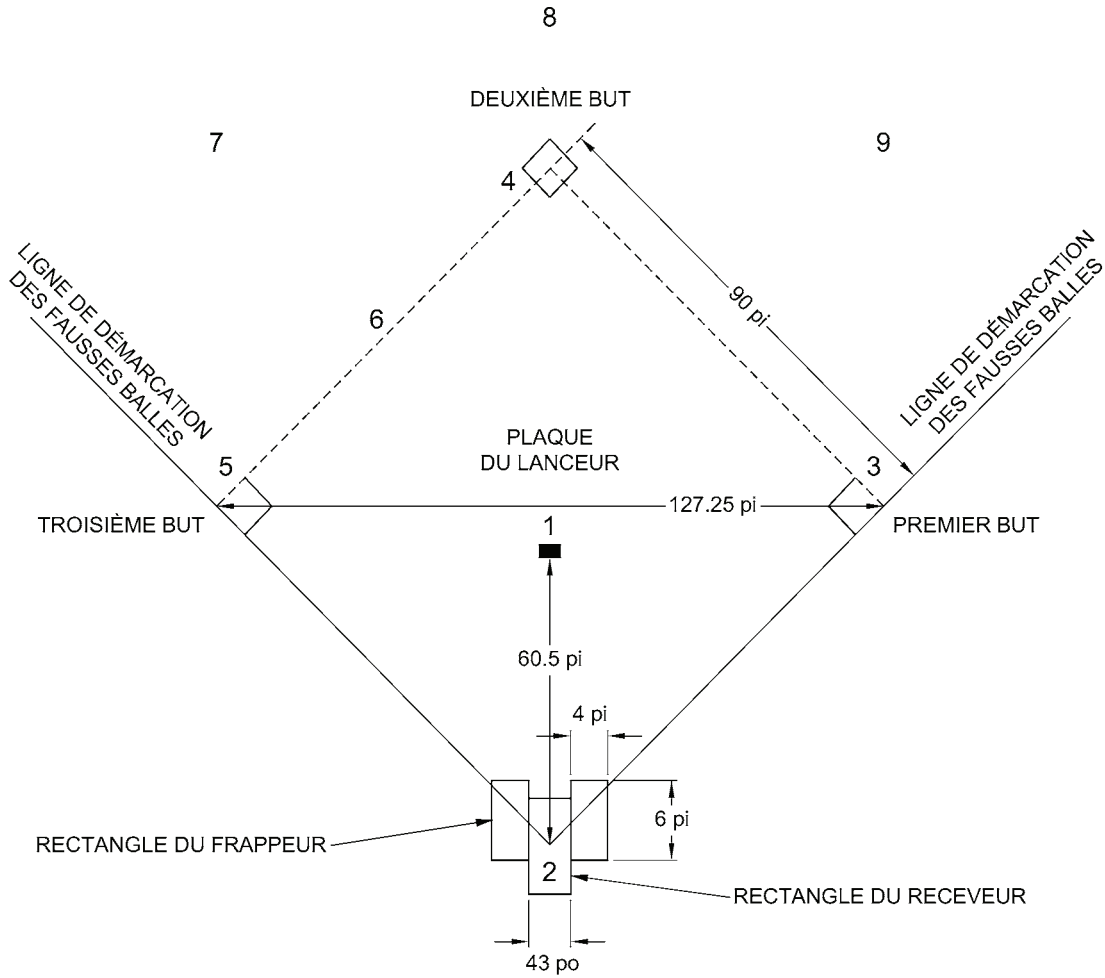 8
DEUXIÈME BUT
7
9
4
LIGNE DE DÉMARCATION
DES FAUSSES BALLES
90 pi
LIGNE DE DÉMARCATION
DES FAUSSES BALLES
6
PLAQUE
DU LANCEUR
5
3
127.25 pi
TROISIÈME BUT
1
PREMIER BUT
60.5 pi
4 pi
6 pi
RECTANGLE DU FRAPPEUR
2
RECTANGLE DU RECEVEUR
43 po